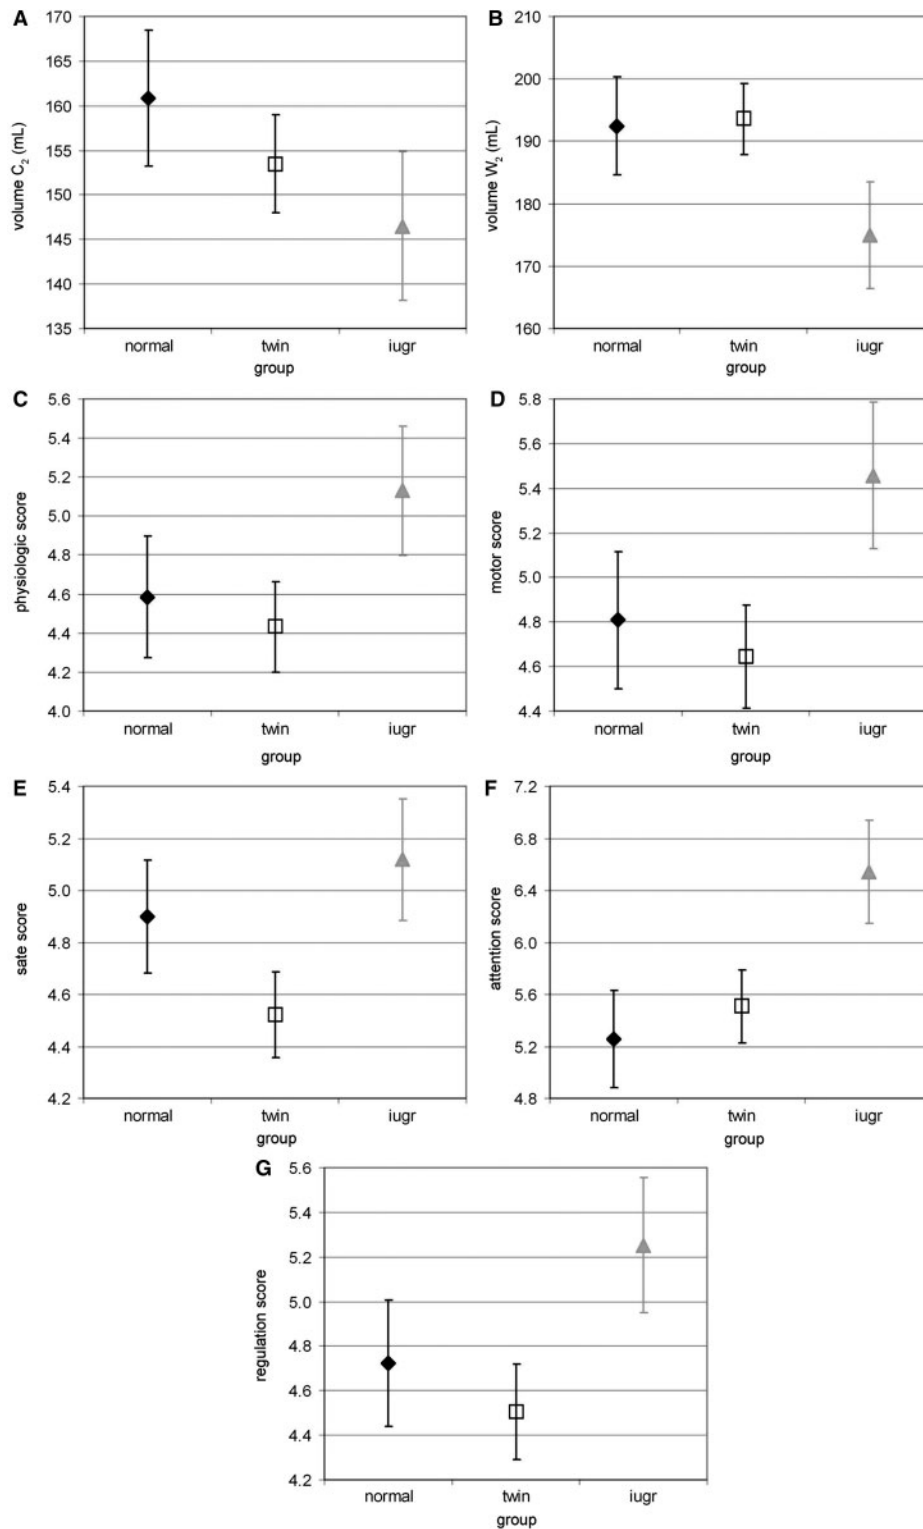 A
170
165
160
155
150
145
140
135
volume C₂ (mL)
normal twin iugr
group
B
210
200
190
180
170
160
volume W₂ (mL)
normal twin iugr
group
C
5.6
5.4
5.2
5.0
4.8
4.6
4.4
4.2
4.0
physiologic score
normal twin iugr
group
D
5.8
5.6
5.4
5.2
5.0
4.8
4.6
4.4
motor score
normal twin iugr
group
E
5.4
5.2
5.0
4.8
4.6
4.4
4.2
sate score
normal twin iugr
group
F
7.2
6.8
6.4
6.0
5.6
5.2
4.8
attention score
normal twin iugr
group
G
5.6
5.4
5.2
5.0
4.8
4.6
4.4
4.2
regulation score
normal twin iugr
group